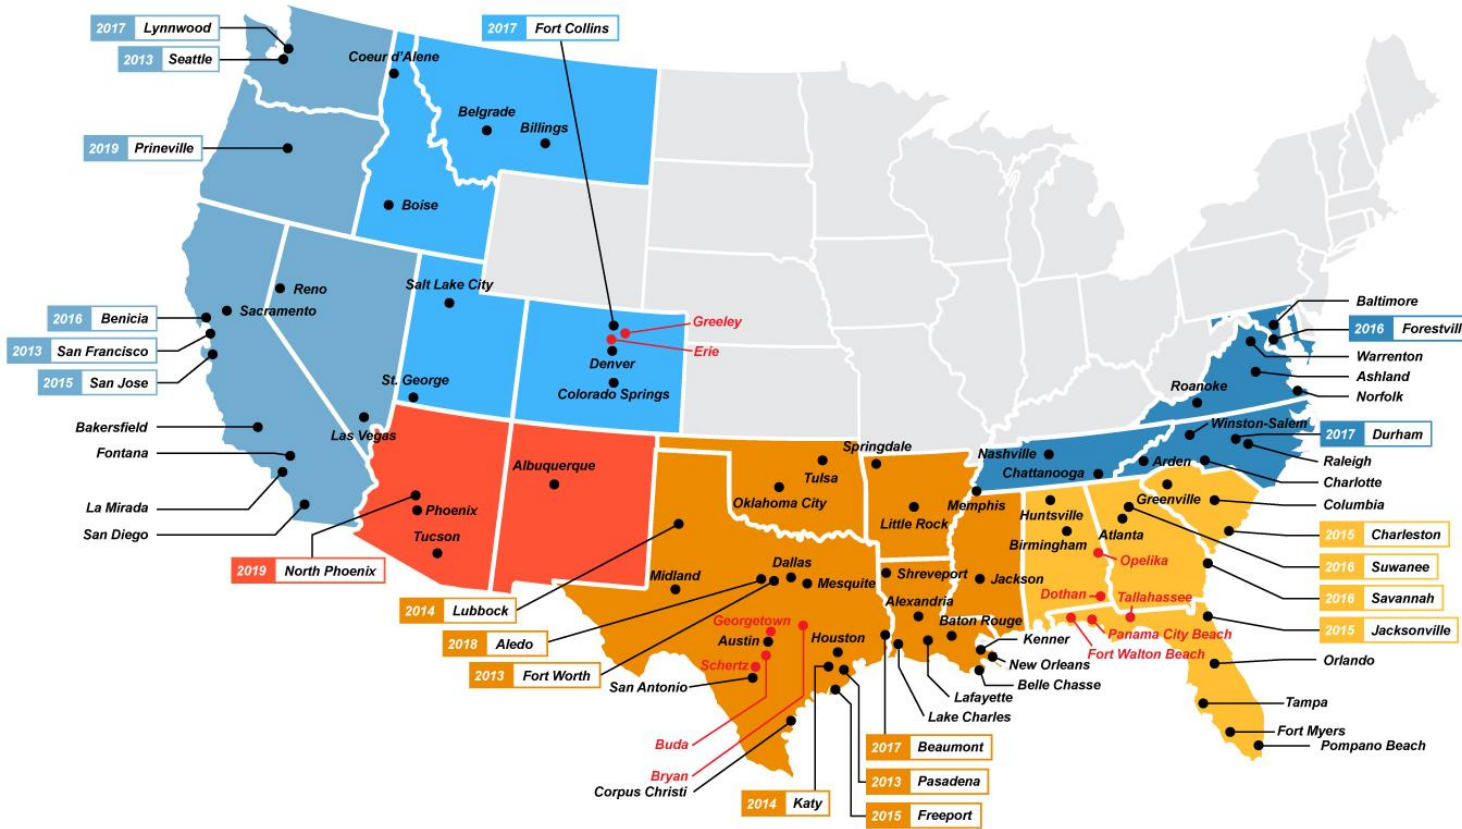 2017 Lynnwood
2013 Seattle
Coeur d'Alene
2017 Fort Collins
Belgrade
Billings
2019 Prineville
Boise
Salt Lake City
Reno
Sacramento
2016 Benicia
2013 San Francisco
2015 San Jose
Greeley
Erie
Denver
Colorado Springs
St. George
Las Vegas
Bakersfield
Fontana
La Mirada
San Diego
Albuquerque
Phoenix
Tucson
2019 North Phoenix
Baltimore
2016 Forestville
Warrenton
Ashland
Norfolk
Roanoke
Winston-Salem
2017 Durham
Raleigh
Charlotte
Nashville
Chattanooga
Arden
Greenville
Columbia
Springdale
Tulsa
Oklahoma City
Little Rock
Memphis
Huntsville
Birmingham
Atlanta
Opelika
2015 Charleston
2016 Suwanee
2016 Savannah
2015 Jacksonville
Dothan
Tallahassee
Panama City Beach
Fort Walton Beach
Orlando
Tampa
Fort Myers
Pompano Beach
Midland
Dallas
Mesquite
2014 Lubbock
2018 Aledo
2013 Fort Worth
Georgetown
Austin
Schertz
San Antonio
Houston
Shreveport
Alexandria
Jackson
Baton Rouge
Kenner
New Orleans
Belle Chasse
Lafayette
Lake Charles
Buda
Bryan
Corpus Christi
2017 Beaumont
2013 Pasadena
2014 Katy
2015 Freeport